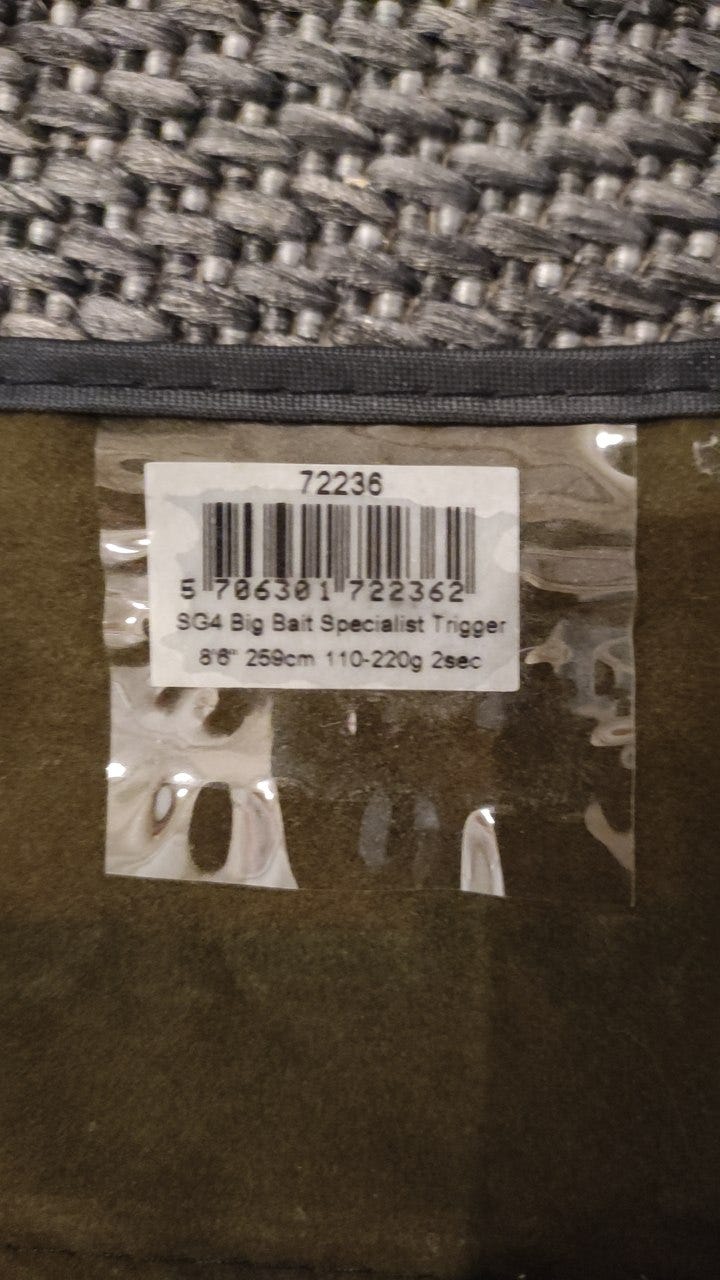 72236
5 706301 722362
SG4 Big Bait Specialist Trigger
8'6" 259cm 110-220g 2sec